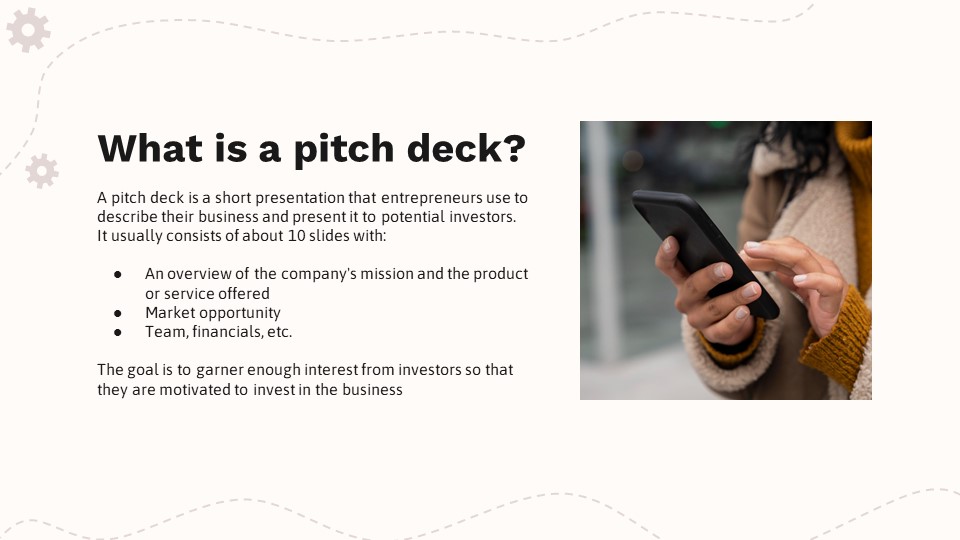 What is a pitch deck?
A pitch deck is a short presentation that entrepreneurs use to
describe their business and present it to potential investors.
It usually consists of about 10 slides with:
● An overview of the company's mission and the product
or service offered
● Market opportunity
● Team, financials, etc.
The goal is to garner enough interest from investors so that
they are motivated to invest in the business